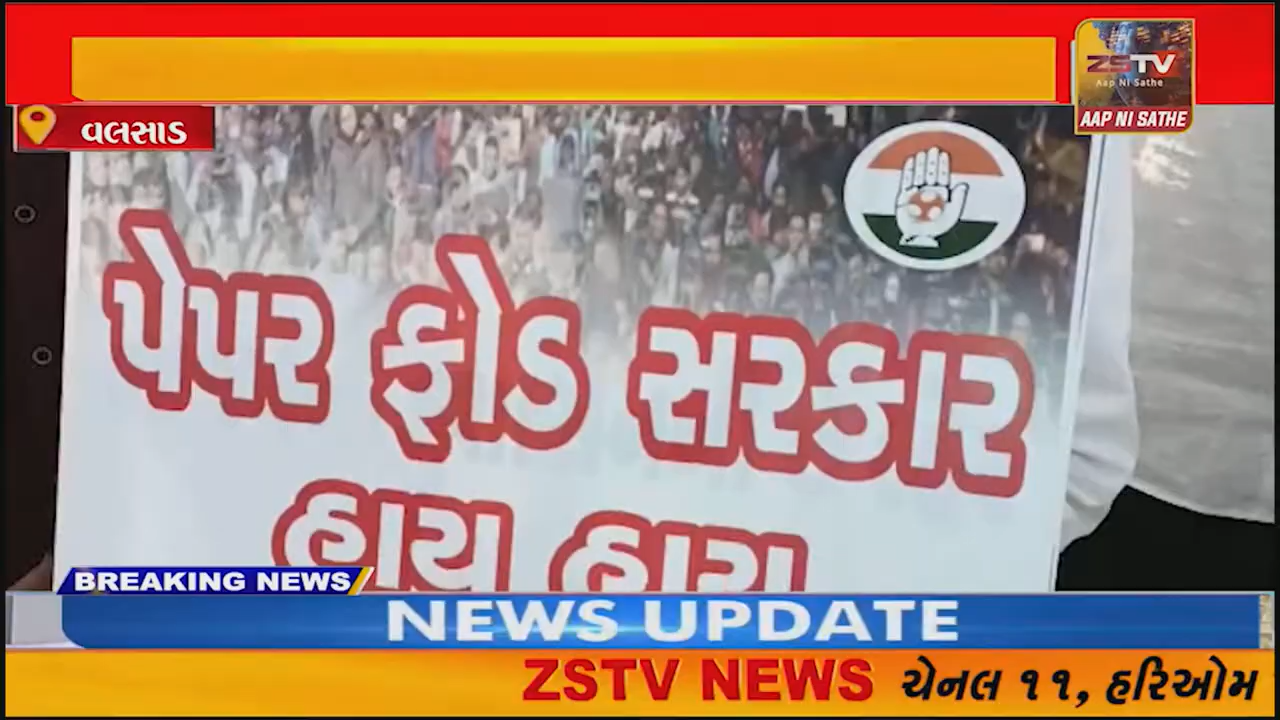 ZSTV
Aap Ni Sathe
AAP NI SATHE
વલસાડ
પેપર ફોડ સરકાર
હાય હાય
BREAKING NEWS
NEWS UPDATE
ZSTV NEWS ચેનલ ૧૧, હરિઓમ